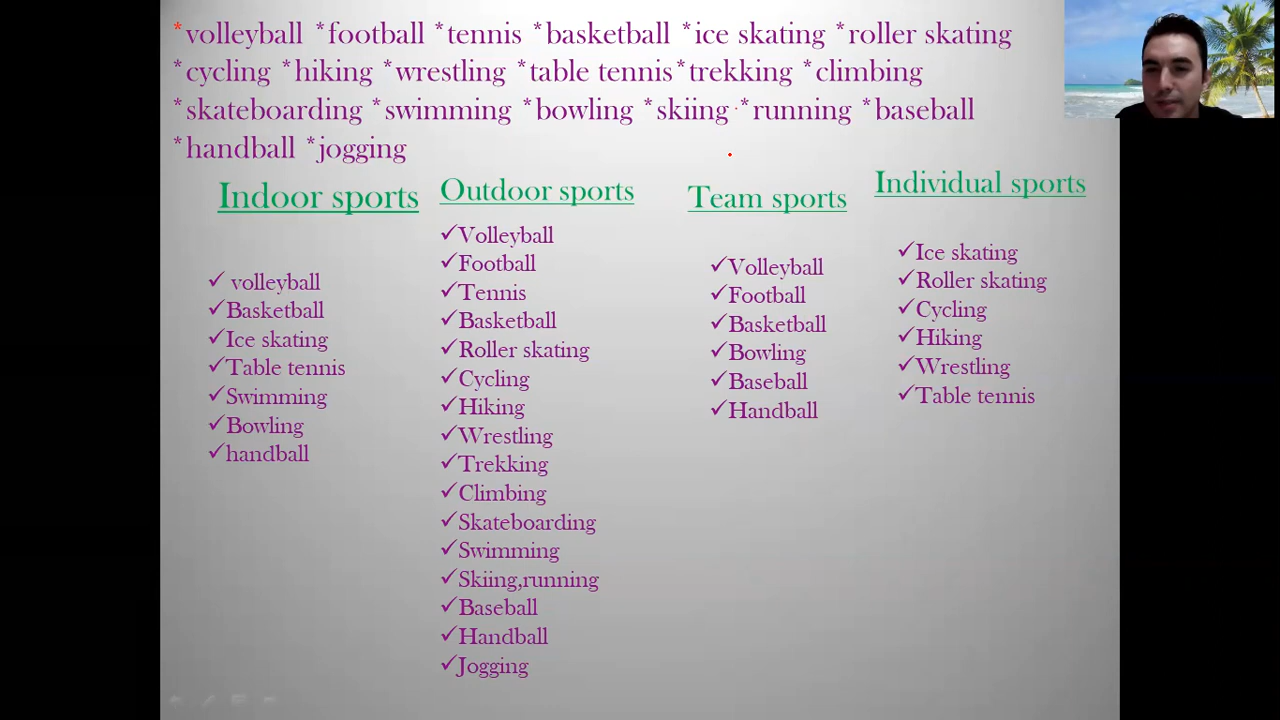 *volleyball *football *tennis *basketball *ice skating *roller skating
*cycling *hiking *wrestling *table tennis*trekking *climbing
*skateboarding *swimming *bowling *skiing *running *baseball
*handball *jogging
Indoor sports
volleyball
Basketball
Ice skating
Table tennis
Swimming
Bowling
handball
Outdoor sports
Volleyball
Football
Tennis
Basketball
Roller skating
Cycling
Hiking
Wrestling
Trekking
Climbing
Skateboarding
Swimming
Skiing,running
Baseball
Handball
Jogging
Team sports
Volleyball
Football
Basketball
Bowling
Baseball
Handball
Individual sports
Ice skating
Roller skating
Cycling
Hiking
Wrestling
Table tennis